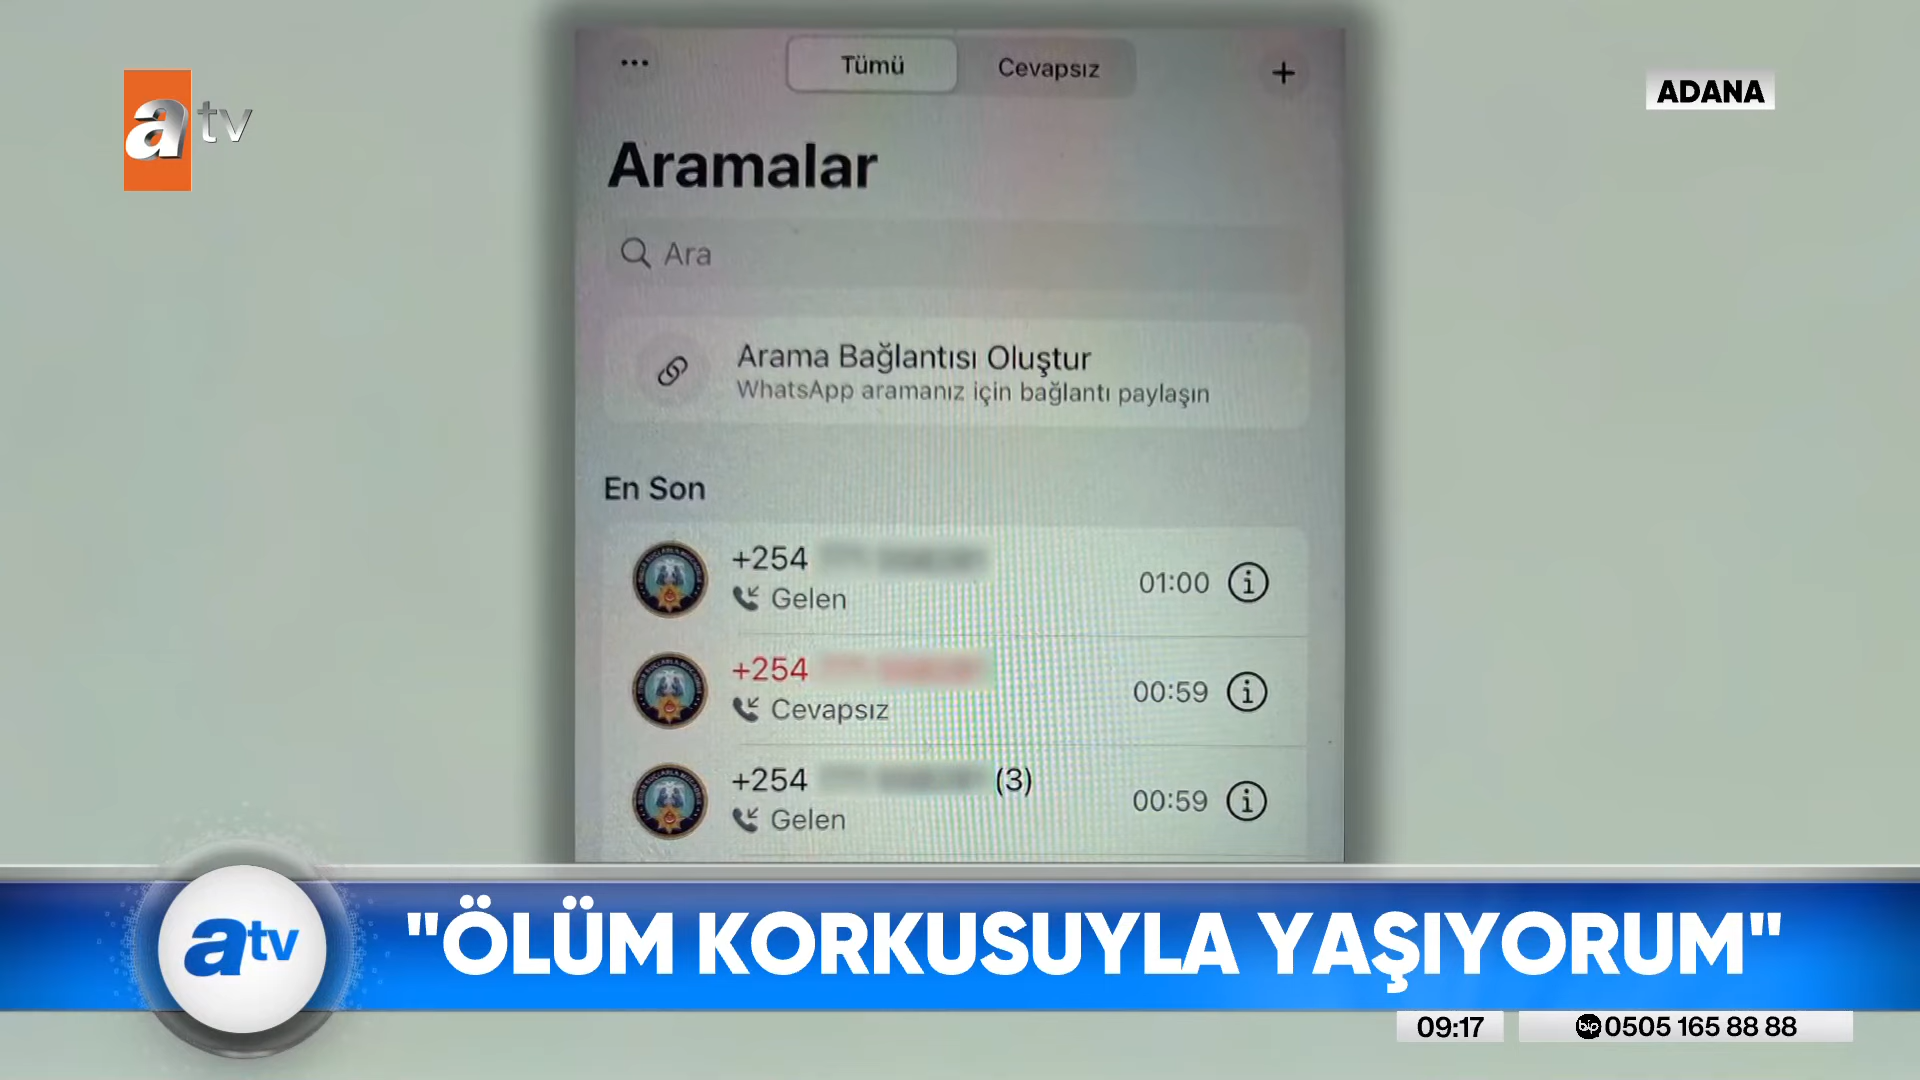 atv
ADANA
Tümü
Cevapsız
Aramalar
Ara
Arama Bağlantısı Oluştur
WhatsApp aramanız için bağlantı paylaşın
En Son
+254
Gelen
01:00
+254
Cevapsız
00:59
+254 (3)
Gelen
00:59
atv
"ÖLÜM KORKUSUYLA YAŞIYORUM"
09:17
bip 0505 165 88 88